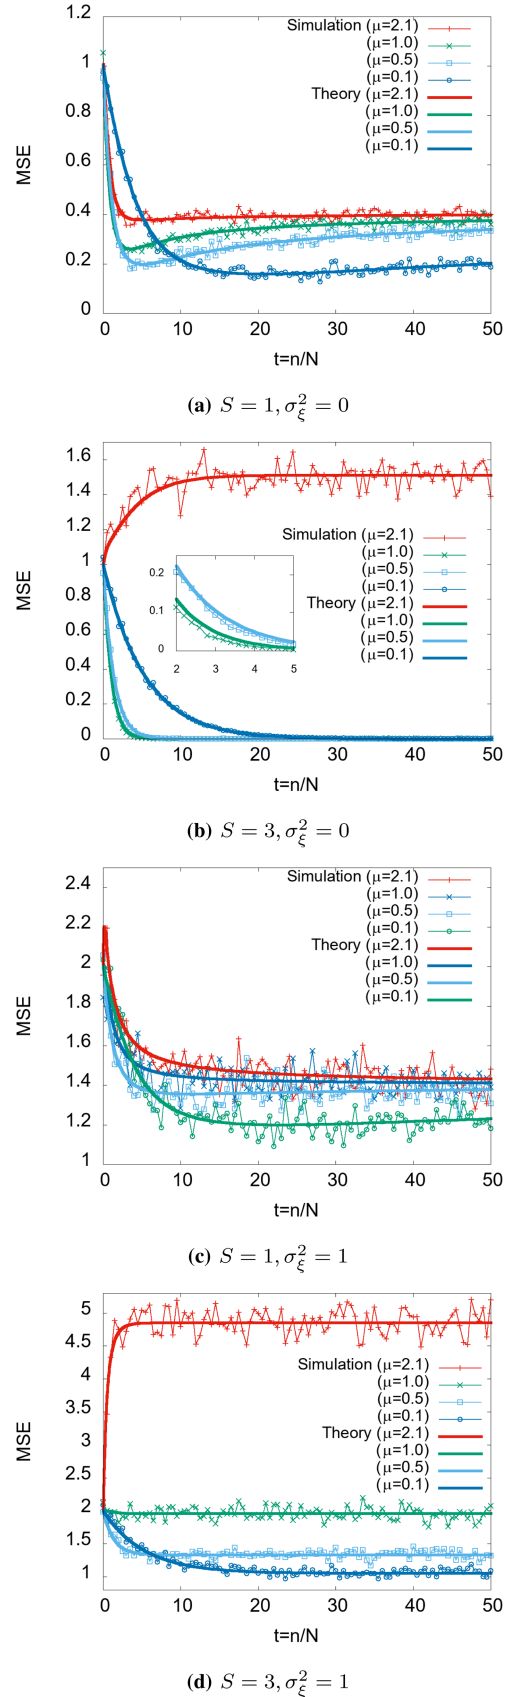 1.2
1
0.8
0.6
0.4
0.2
0
MSE
Simulation (μ=2.1)
(μ=1.0)
(μ=0.5)
(μ=0.1)
Theory (μ=2.1)
(μ=1.0)
(μ=0.5)
(μ=0.1)
0 10 20 30 40 50
t=n/N
(a) S = 1, σ²_ξ = 0
1.6
1.4
1.2
1
0.8
0.6
0.4
0.2
0
MSE
Simulation (μ=2.1)
(μ=1.0)
(μ=0.5)
(μ=0.1)
Theory (μ=2.1)
(μ=1.0)
(μ=0.5)
(μ=0.1)
0.2
0.1
0
2 3 4 5
0 10 20 30 40 50
t=n/N
(b) S = 3, σ²_ξ = 0
2.4
2.2
2
1.8
1.6
1.4
1.2
1
MSE
Simulation (μ=2.1)
(μ=1.0)
(μ=0.5)
(μ=0.1)
Theory (μ=2.1)
(μ=1.0)
(μ=0.5)
(μ=0.1)
0 10 20 30 40 50
t=n/N
(c) S = 1, σ²_ξ = 1
5
4.5
4
3.5
3
2.5
2
1.5
1
MSE
Simulation (μ=2.1)
(μ=1.0)
(μ=0.5)
(μ=0.1)
Theory (μ=2.1)
(μ=1.0)
(μ=0.5)
(μ=0.1)
0 10 20 30 40 50
t=n/N
(d) S = 3, σ²_ξ = 1